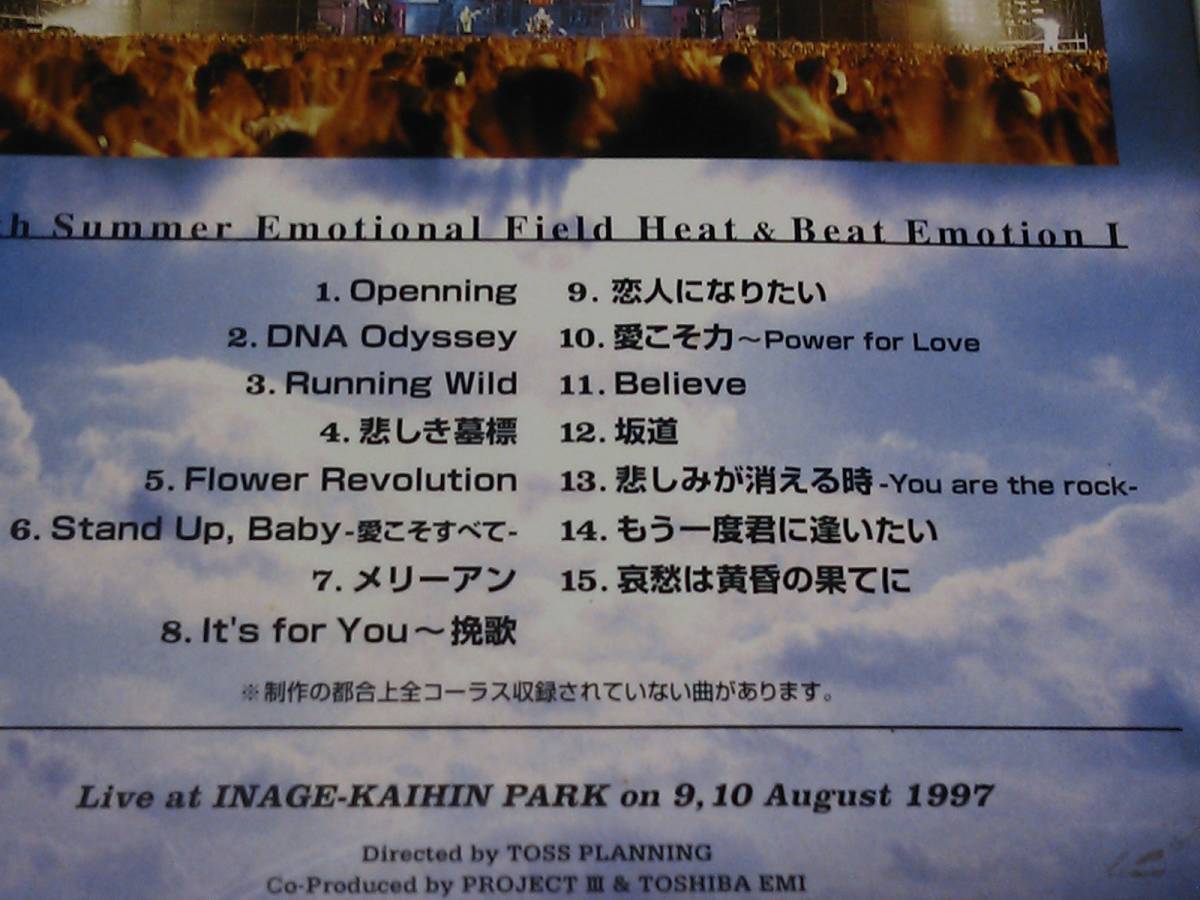 th Summer Emotional Field Heat & Beat Emotion I
1. Openning
2. DNA Odyssey
3. Running Wild
4. 悲しき墓標
5. Flower Revolution
6. Stand Up, Baby-愛こそすべて-
7. メリーアン
8. It's for You～挽歌
9. 恋人になりたい
10. 愛こそ力～Power for Love
11. Believe
12. 坂道
13. 悲しみが消える時-You are the rock-
14. もう一度君に逢いたい
15. 哀愁は黄昏の果てに
※制作の都合上全コーラス収録されていない曲があります。
Live at INAGE-KAIHIN PARK on 9, 10 August 1997
Directed by TOSS PLANNING
Co-Produced by PROJECT III & TOSHIBA EMI